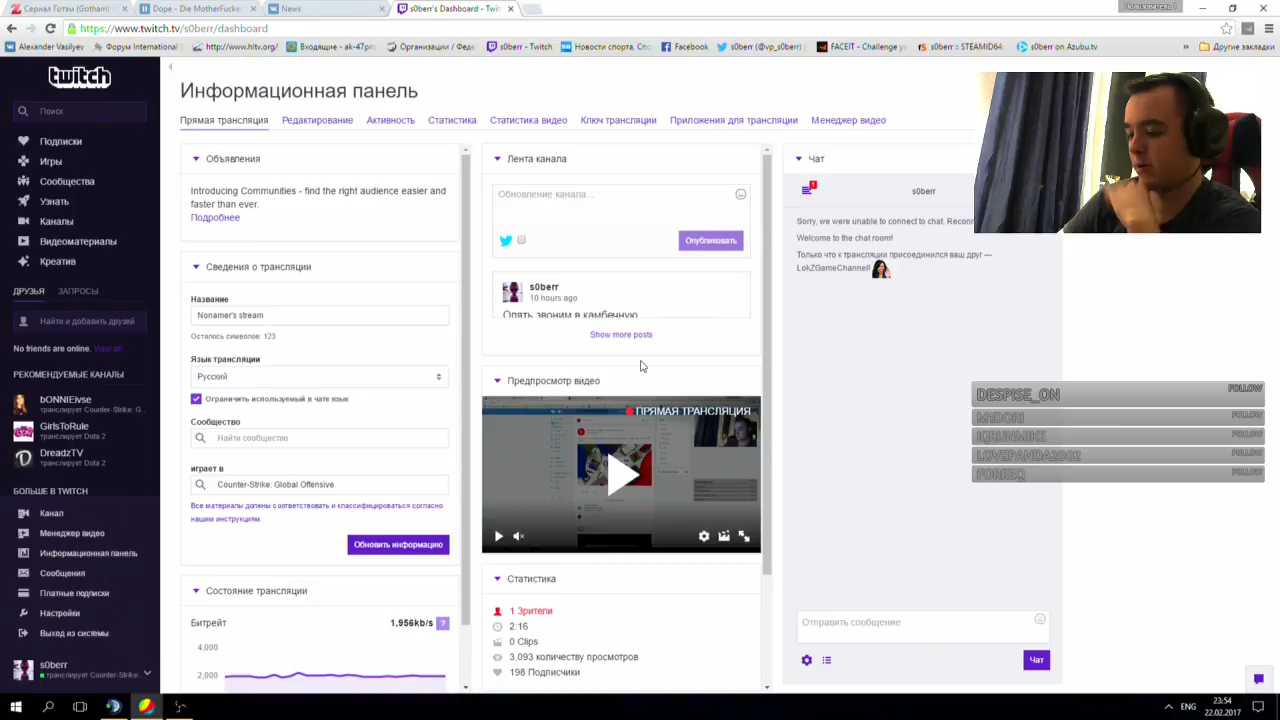 Сериал Готэм (Gotham)
Dope - Die MotherFucker
News
s0berr's Dashboard - Twit
https://www.twitch.tv/s0berr/dashboard
Alexander Vasilyev
Форум International
http://www.hltv.org/
Входящие - ak-47pro
Организации / Феде
s0berr - Twitch
Новости спорта, Спо
Facebook
s0berr (@vp_s0berr)
FACEIT - Challenge yo
s0berr = STEAMID64:
s0berr on Azubu.tv
»
Другие закладки
twitch
Поиск
Подписки
Игры
Сообщества
Узнать
Каналы
Видеоматериалы
Креатив
ДРУЗЬЯ
ЗАПРОСЫ
Найти и добавить друзей
No friends are online. View all
РЕКОМЕНДУЕМЫЕ КАНАЛЫ
bONNIEivse
транслирует Counter-Strike: G..
GirlsToRule
транслирует Dota 2
DreadzTV
транслирует Dota 2
БОЛЬШЕ В TWITCH
Канал
Менеджер видео
Информационная панель
Сообщения
Платные подписки
Настройки
Выход из системы
s0berr
транслирует Counter-Strike:
Информационная панель
Прямая трансляция
Редактирование
Активность
Статистика
Статистика видео
Ключ трансляции
Приложения для трансляции
Менеджер видео
Объявления
Introducing Communities - find the right audience easier and
faster than ever.
Подробнее
Сведения о трансляции
Название
Nonamer's stream
Осталось символов: 123
Язык трансляции
Русский
Ограничить используемый в чате язык
Сообщество
Найти сообщество
играет в
Counter-Strike: Global Offensive
Все материалы должны соответствовать и классифицироваться согласно
нашим инструкциям.
Обновить информацию
Состояние трансляции
Битрейт
1,956kb/s
?
4,000
2,000
Лента канала
Обновление канала...
Опубликовать
s0berr
10 hours ago
Опять звоним в камбечную
Show more posts
Предпросмотр видео
ПРЯМАЯ ТРАНСЛЯЦИЯ
Статистика
1 Зрители
2:16
0 Clips
3,093 количеству просмотров
198 Подписчики
Чат
1
s0berr
Sorry, we were unable to connect to chat. Reconn
Welcome to the chat room!
Только что к трансляции присоединился ваш друг —
LokZGameChannel!
DESPISE_ON FOLLOW
M1DORI FOLLOW
FOLLOW
LOVEPANDA2002 FOLLOW
FOREEQ FOLLOW
Отправить сообщение
Чат
ENG
23:54
22.02.2017